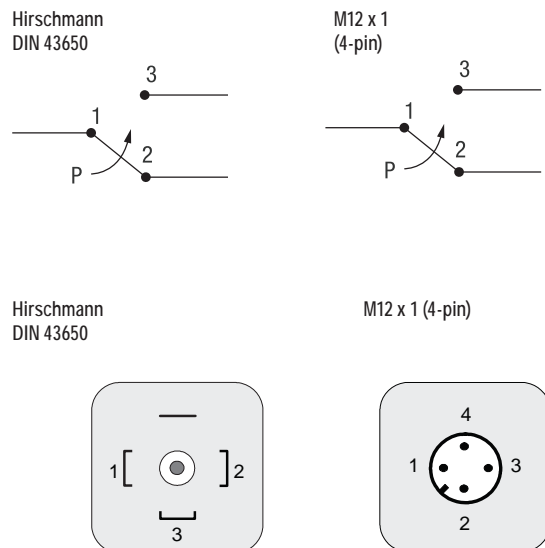 Hirschmann
DIN 43650
M12 x 1
(4-pin)
3
1
2
P
3
1
2
P
Hirschmann
DIN 43650
M12 x 1 (4-pin)
1
2
3
4
1
3
2